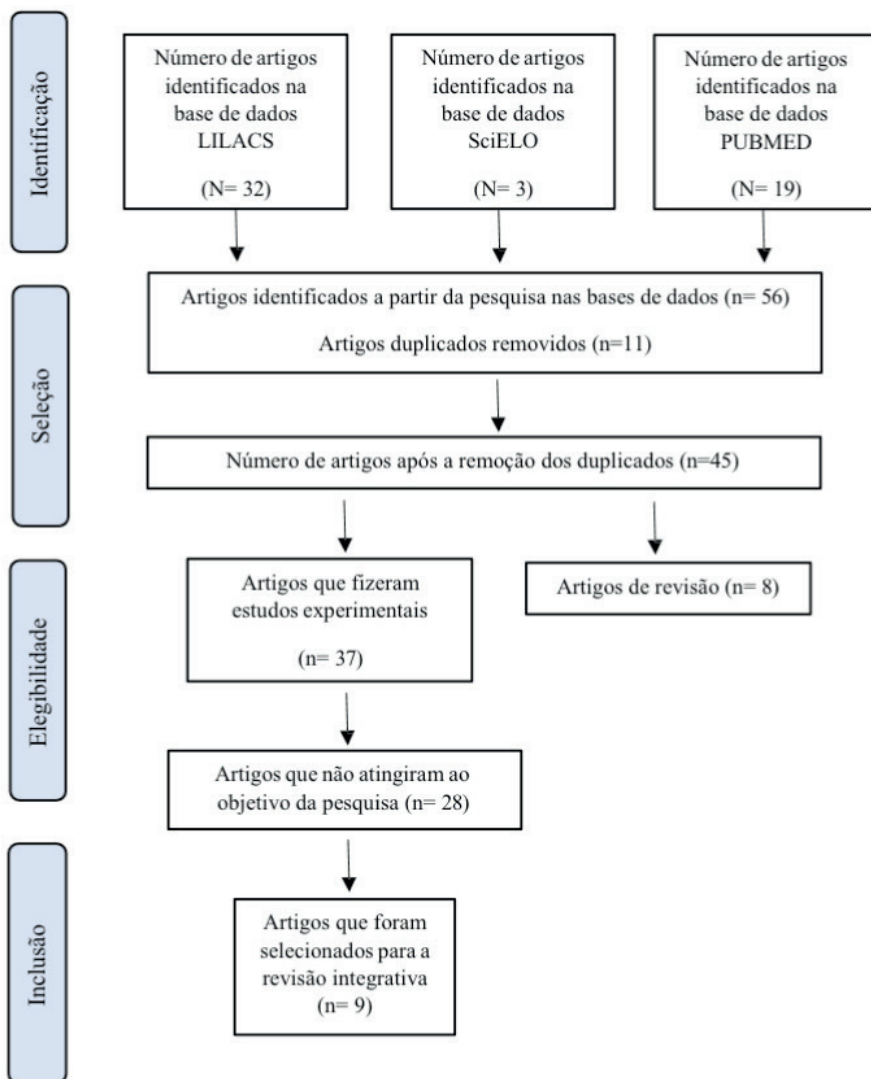 Identificação
Número de artigos
identificados na
base de dados
LILACS
(N= 32)
Número de artigos
identificados na
base de dados
SciELO
(N= 3)
Número de artigos
identificados na
base de dados
PUBMED
(N= 19)
Seleção
Artigos identificados a partir da pesquisa nas bases de dados (n= 56)
Artigos duplicados removidos (n=11)
Número de artigos após a remoção dos duplicados (n=45)
Elegibilidade
Artigos que fizeram
estudos experimentais
(n= 37)
Artigos de revisão (n= 8)
Artigos que não atingiram ao
objetivo da pesquisa (n= 28)
Inclusão
Artigos que foram
selecionados para a
revisão integrativa
(n= 9)